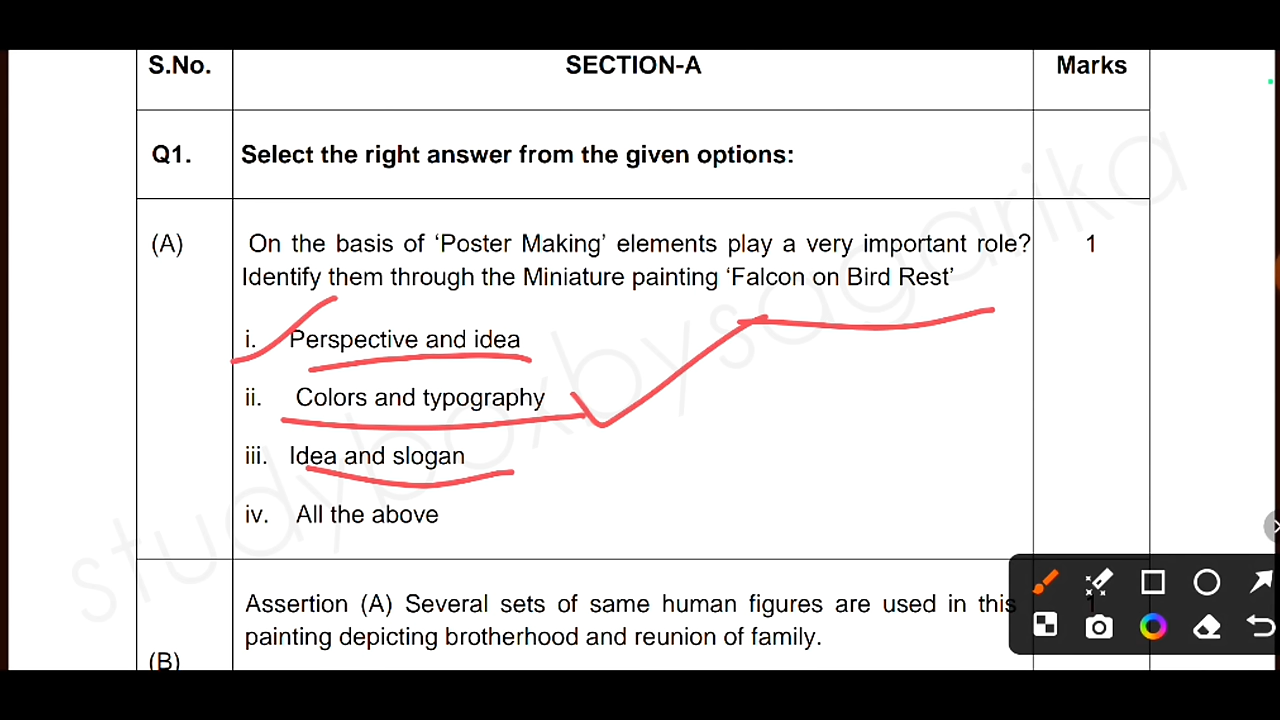 S.No. SECTION-A Marks
Q1. Select the right answer from the given options:
(A) On the basis of ‘Poster Making’ elements play a very important role? 1
Identify them through the Miniature painting ‘Falcon on Bird Rest’
i. Perspective and idea
ii. Colors and typography
iii. Idea and slogan
iv. All the above
Assertion (A) Several sets of same human figures are used in this 1
painting depicting brotherhood and reunion of family.
(B)
studyboxbysagarika